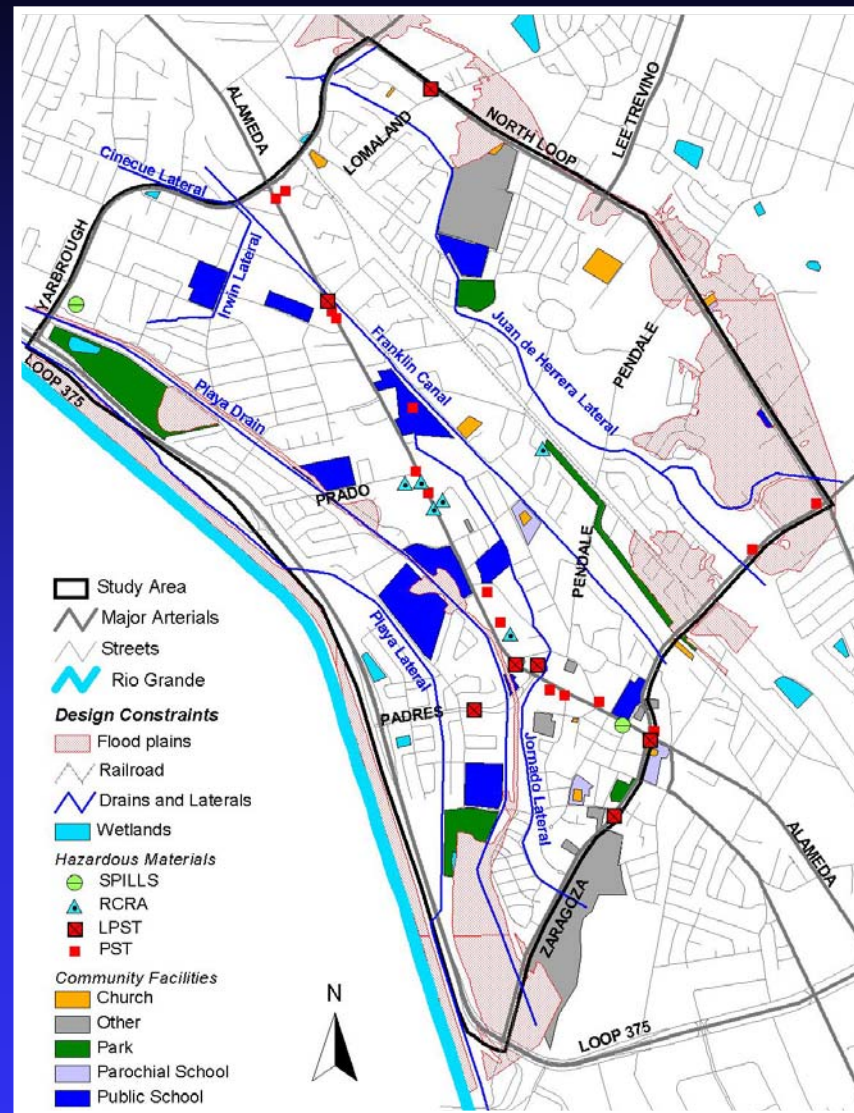 ALAMEDA
LOMALAND
NORTH LOOP
LEE TREVINO
Cinecue Lateral
YARBROUGH
Irwin Lateral
Franklin Canal
Juan de Herrera Lateral
PENDALE
LOOP 375
Playa Drain
PRADO
PENDALE
Playa Lateral
PADRES
Jornado Lateral
ZARAGOZA
ALAMEDA
LOOP 375
Study Area
Major Arterials
Streets
Rio Grande
Design Constraints
Flood plains
Railroad
Drains and Laterals
Wetlands
Hazardous Materials
SPILLS
RCRA
LPST
PST
Community Facilities
Church
Other
Park
Parochial School
Public School
N